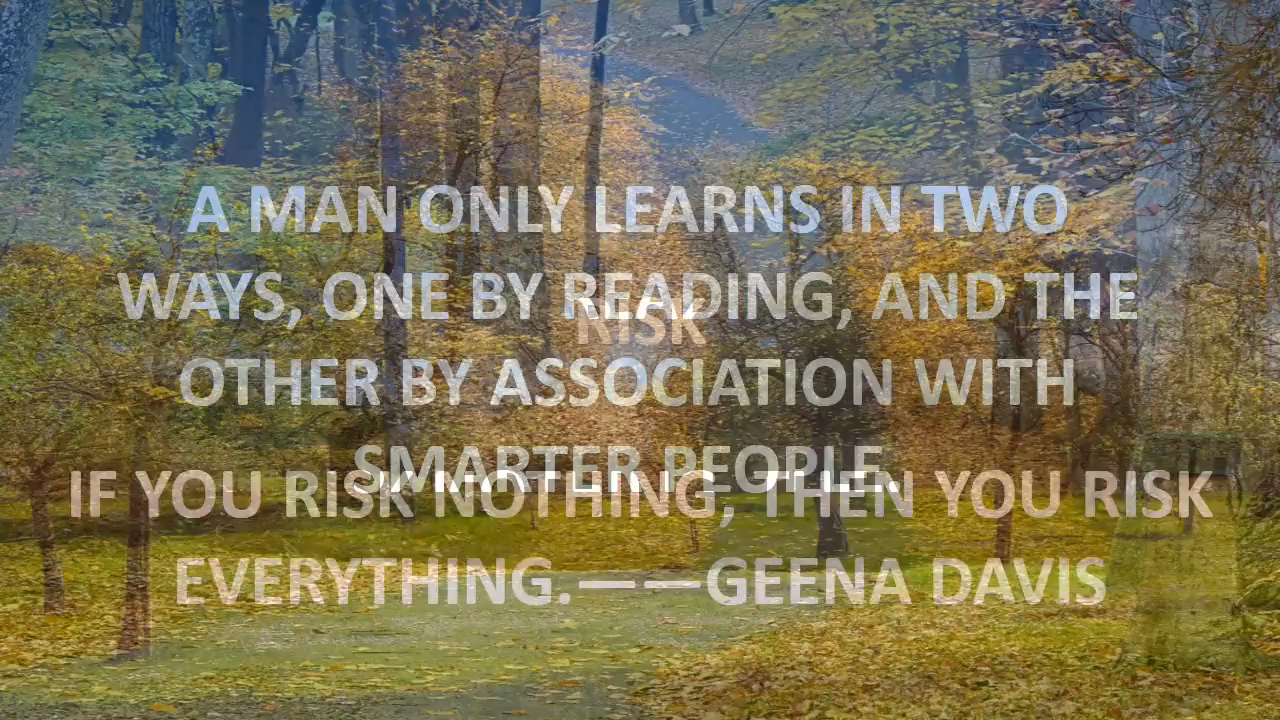 A MAN ONLY LEARNS IN TWO
WAYS, ONE BY READING, AND THE
OTHER BY ASSOCIATION WITH
SMARTER PEOPLE.
RISK
IF YOU RISK NOTHING, THEN YOU RISK
EVERYTHING. ——GEENA DAVIS